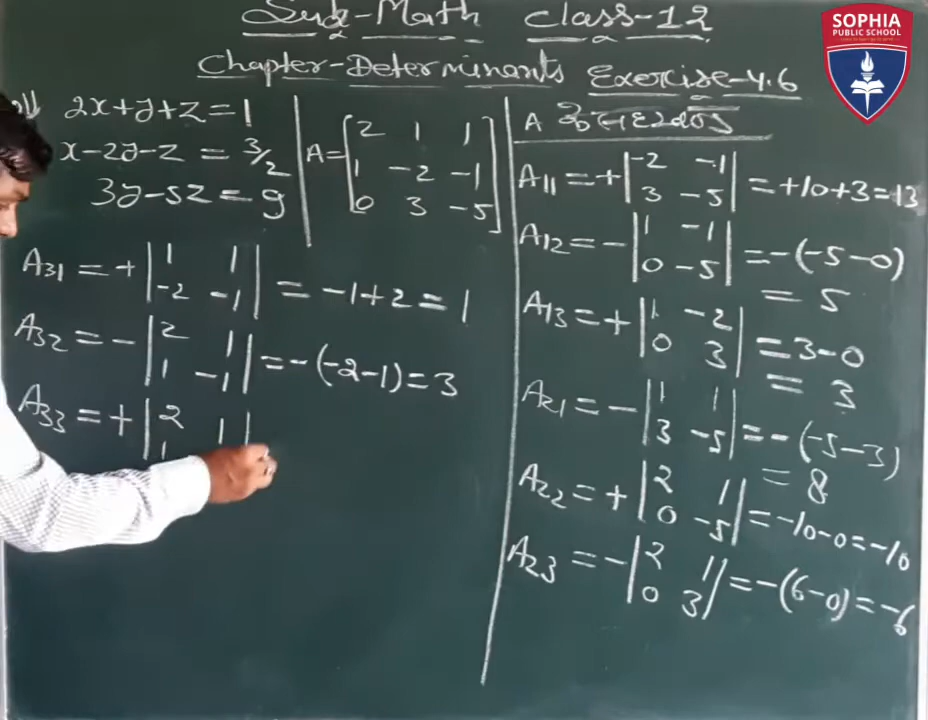 Sub-Math Class-12
SOPHIA
PUBLIC SCHOOL
Chapter-Determinants Exercise-4.6
2x+y+z=1
x-2y-z = 3/2
3y-5z = 9
A= [2 1 1
1 -2 -1
0 3 -5]
A31 = + |1 1
-2 -1| = -1+2 = 1
A32 = - |2 1
1 -1| = -(-2-1) = 3
A33 = + |2 1
1
A के सहखंडज
A11 = + |-2 -1
3 -5| = +10+3 = 13
A12 = - |1 -1
0 -5| = -(-5-0)
= 5
A13 = + |1 -2
0 3| = 3-0
= 3
A21 = - |1 1
3 -5| = -(-5-3)
= 8
A22 = + |2 1
0 -5| = -10-0 = -10
A23 = - |2 1
0 3| = -(6-0) = -6